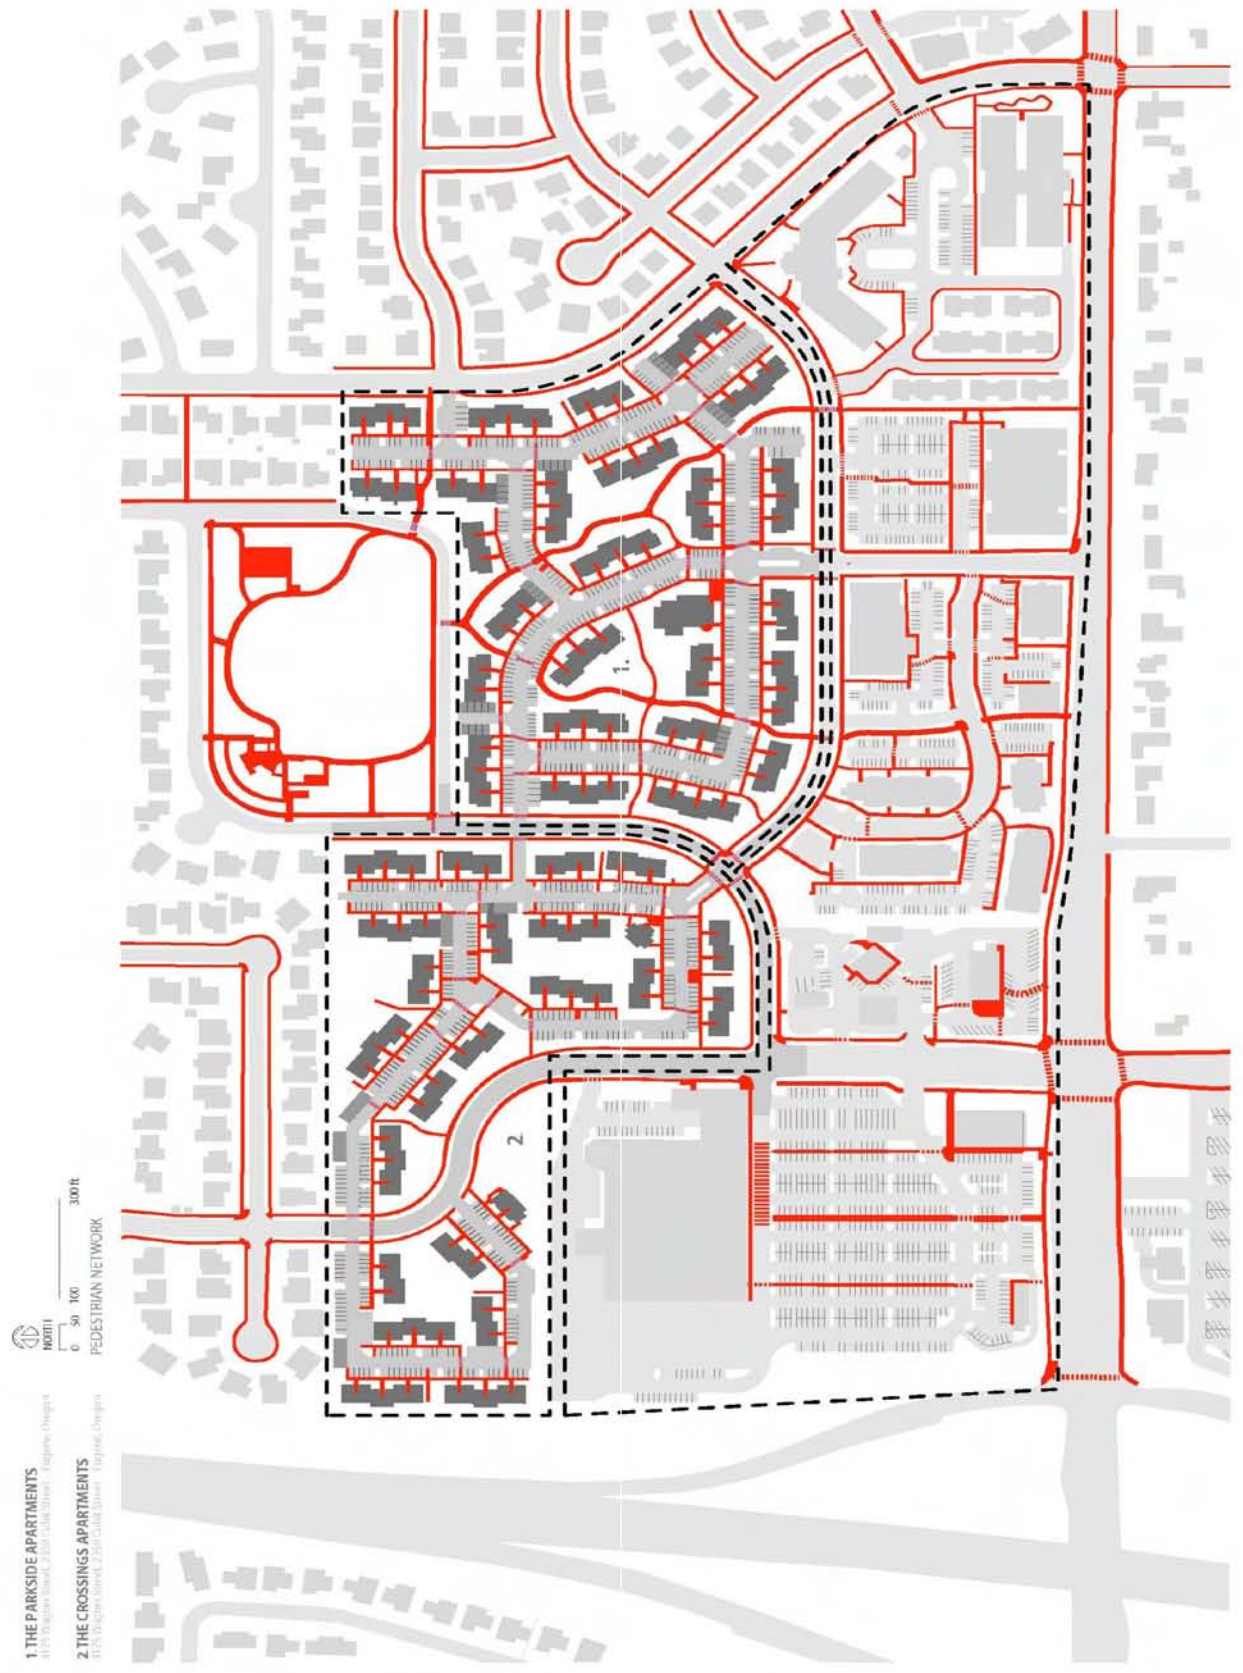 1. THE PARKSIDE APARTMENTS
2. THE CROSSINGS APARTMENTS
NORTH
0 50 100 300 ft
PEDESTRIAN NETWORK
1.
2